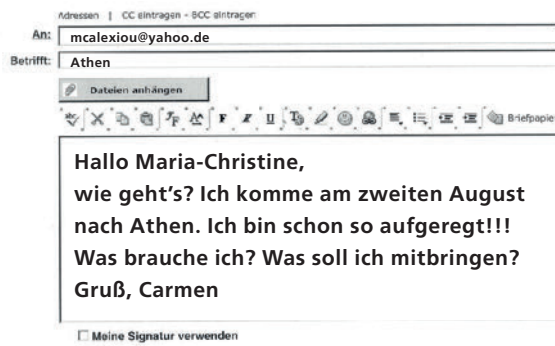 Adressen | CC eintragen - BCC eintragen
An: mcalexiou@yahoo.de
Betrifft: Athen
Dateien anhängen
F K U Briefpapie
Hallo Maria-Christine,
wie geht's? Ich komme am zweiten August
nach Athen. Ich bin schon so aufgeregt!!!
Was brauche ich? Was soll ich mitbringen?
Gruß, Carmen
Meine Signatur verwenden